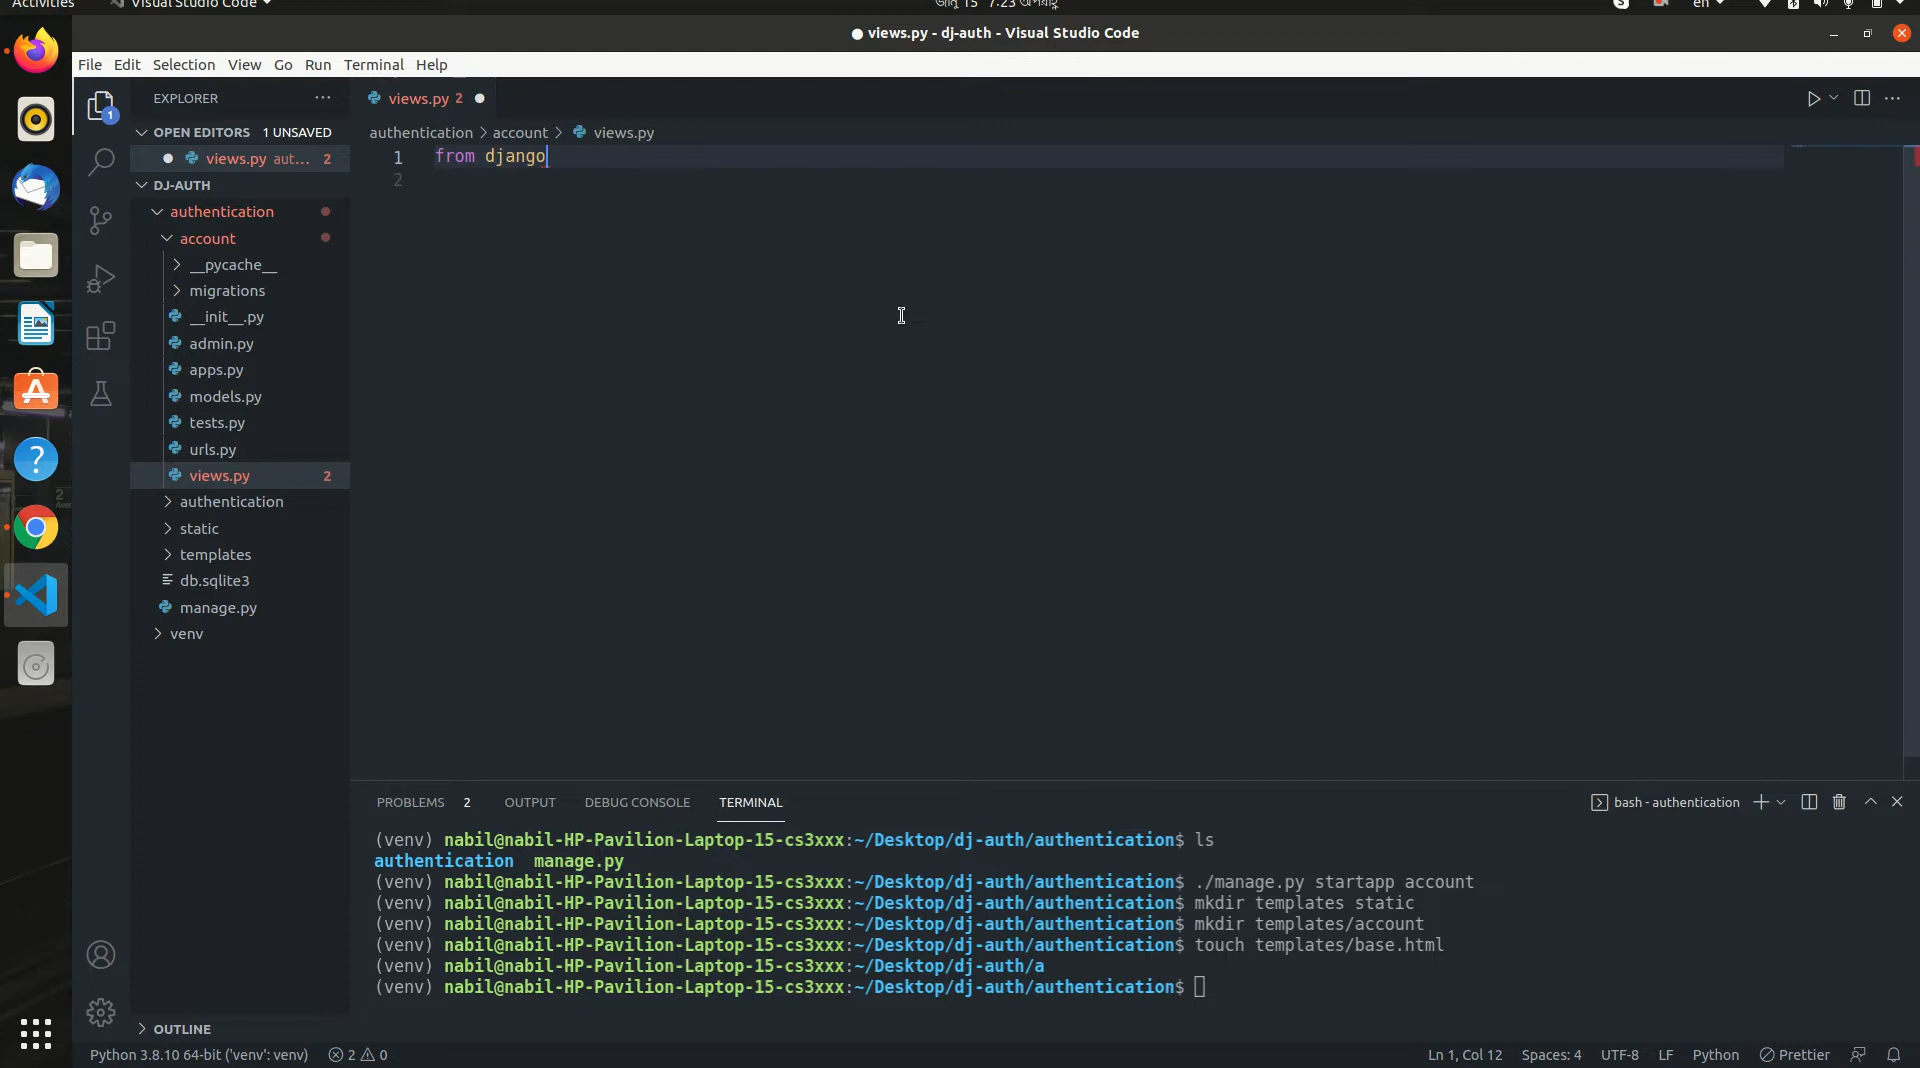 Activities Visual Studio Code জানু 15 7:23 অপরাহ্ণ en
views.py - dj-auth - Visual Studio Code
File Edit Selection View Go Run Terminal Help
EXPLORER ···
views.py 2
OPEN EDITORS 1 UNSAVED
authentication > account > views.py
views.py aut... 2
1 from django
2
DJ-AUTH
authentication
account
__pycache__
migrations
__init__.py
admin.py
apps.py
models.py
tests.py
urls.py
views.py 2
authentication
static
templates
db.sqlite3
manage.py
venv
PROBLEMS 2 OUTPUT DEBUG CONSOLE TERMINAL
bash - authentication
(venv) nabil@nabil-HP-Pavilion-Laptop-15-cs3xxx:~/Desktop/dj-auth/authentication$ ls
authentication manage.py
(venv) nabil@nabil-HP-Pavilion-Laptop-15-cs3xxx:~/Desktop/dj-auth/authentication$ ./manage.py startapp account
(venv) nabil@nabil-HP-Pavilion-Laptop-15-cs3xxx:~/Desktop/dj-auth/authentication$ mkdir templates static
(venv) nabil@nabil-HP-Pavilion-Laptop-15-cs3xxx:~/Desktop/dj-auth/authentication$ mkdir templates/account
(venv) nabil@nabil-HP-Pavilion-Laptop-15-cs3xxx:~/Desktop/dj-auth/authentication$ touch templates/base.html
(venv) nabil@nabil-HP-Pavilion-Laptop-15-cs3xxx:~/Desktop/dj-auth/a
(venv) nabil@nabil-HP-Pavilion-Laptop-15-cs3xxx:~/Desktop/dj-auth/authentication$
OUTLINE
Python 3.8.10 64-bit ('venv': venv) 2 0
Ln 1, Col 12 Spaces: 4 UTF-8 LF Python Prettier